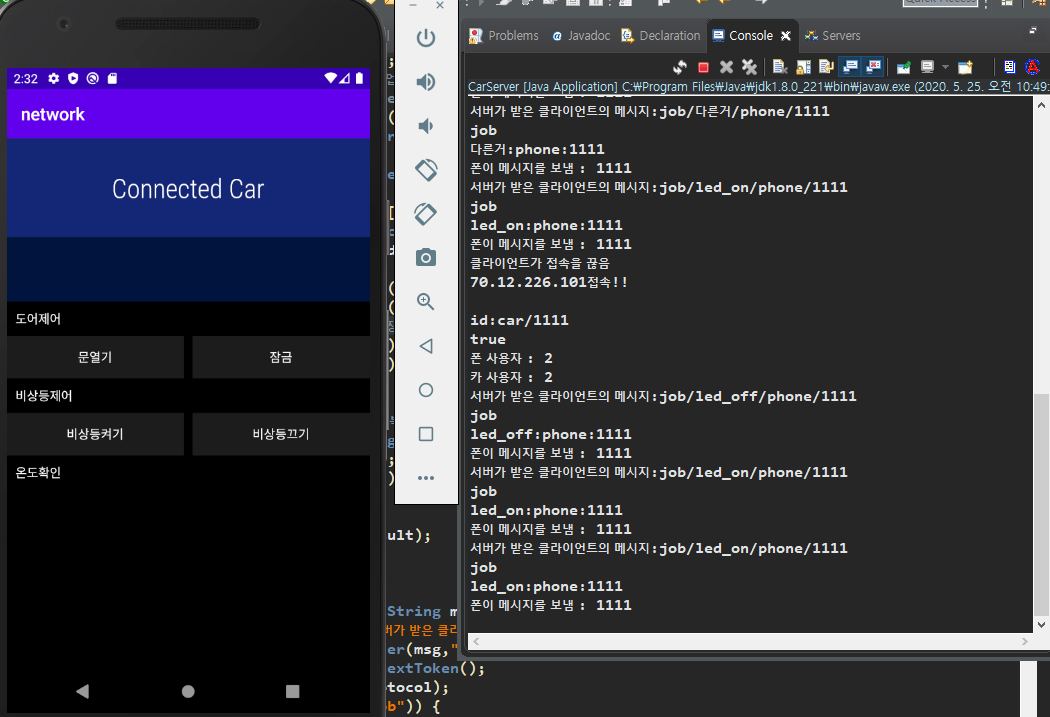 2:32
network
Connected Car
도어제어
문열기
잠금
비상등제어
비상등켜기
비상등끄기
온도확인
ult);
String m
버가 받은 클라
er(msg,"
extToken();
tocol);
ob")) {
Quick Access
Problems
Javadoc
Declaration
Console
Servers
CarServer [Java Application] C:₩Program Files₩Java₩jdk1.8.0_221₩bin₩javaw.exe (2020. 5. 25. 오전 10:49:
서버가 받은 클라이언트의 메시지:job/다른거/phone/1111
job
다른거:phone:1111
폰이 메시지를 보냄 : 1111
서버가 받은 클라이언트의 메시지:job/led_on/phone/1111
job
led_on:phone:1111
폰이 메시지를 보냄 : 1111
클라이언트가 접속을 끊음
70.12.226.101접속!!
id:car/1111
true
폰 사용자 : 2
카 사용자 : 2
서버가 받은 클라이언트의 메시지:job/led_off/phone/1111
job
led_off:phone:1111
폰이 메시지를 보냄 : 1111
서버가 받은 클라이언트의 메시지:job/led_on/phone/1111
job
led_on:phone:1111
폰이 메시지를 보냄 : 1111
서버가 받은 클라이언트의 메시지:job/led_on/phone/1111
job
led_on:phone:1111
폰이 메시지를 보냄 : 1111